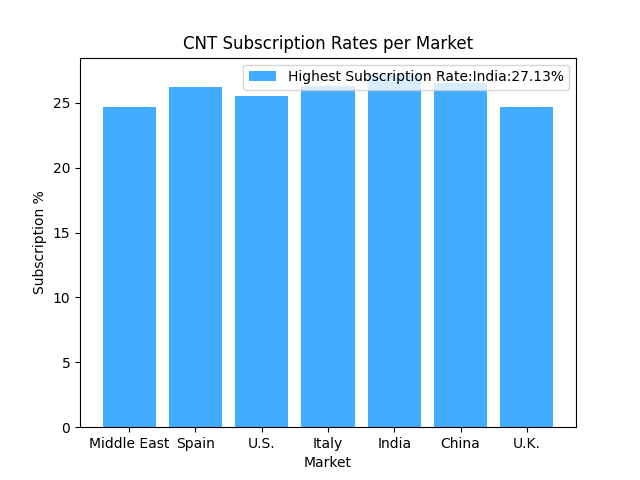 CNT Subscription Rates per Market
Highest Subscription Rate:India:27.13%
25
20
15
10
5
0
Subscription %
Middle East Spain U.S. Italy India China U.K.
Market